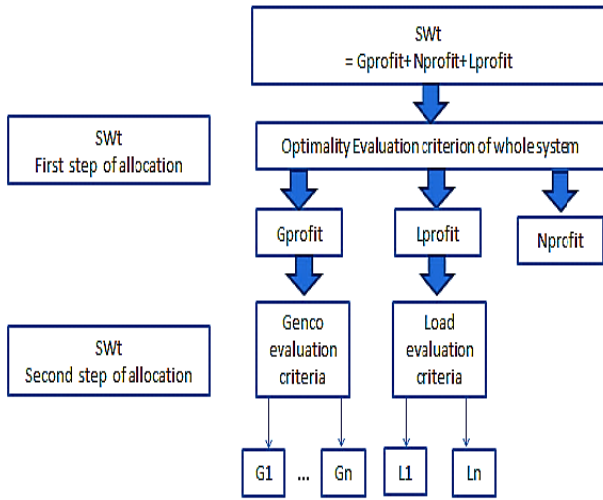 SWt
= Gprofit+ Nprofit+ Lprofit
SWt
First step of allocation
Optimality Evaluation criterion of whole system
Gprofit
Lprofit
Nprofit
SWt
Second step of allocation
Genco
evaluation
criteria
Load
evaluation
criteria
G1 ... Gn L1 Ln